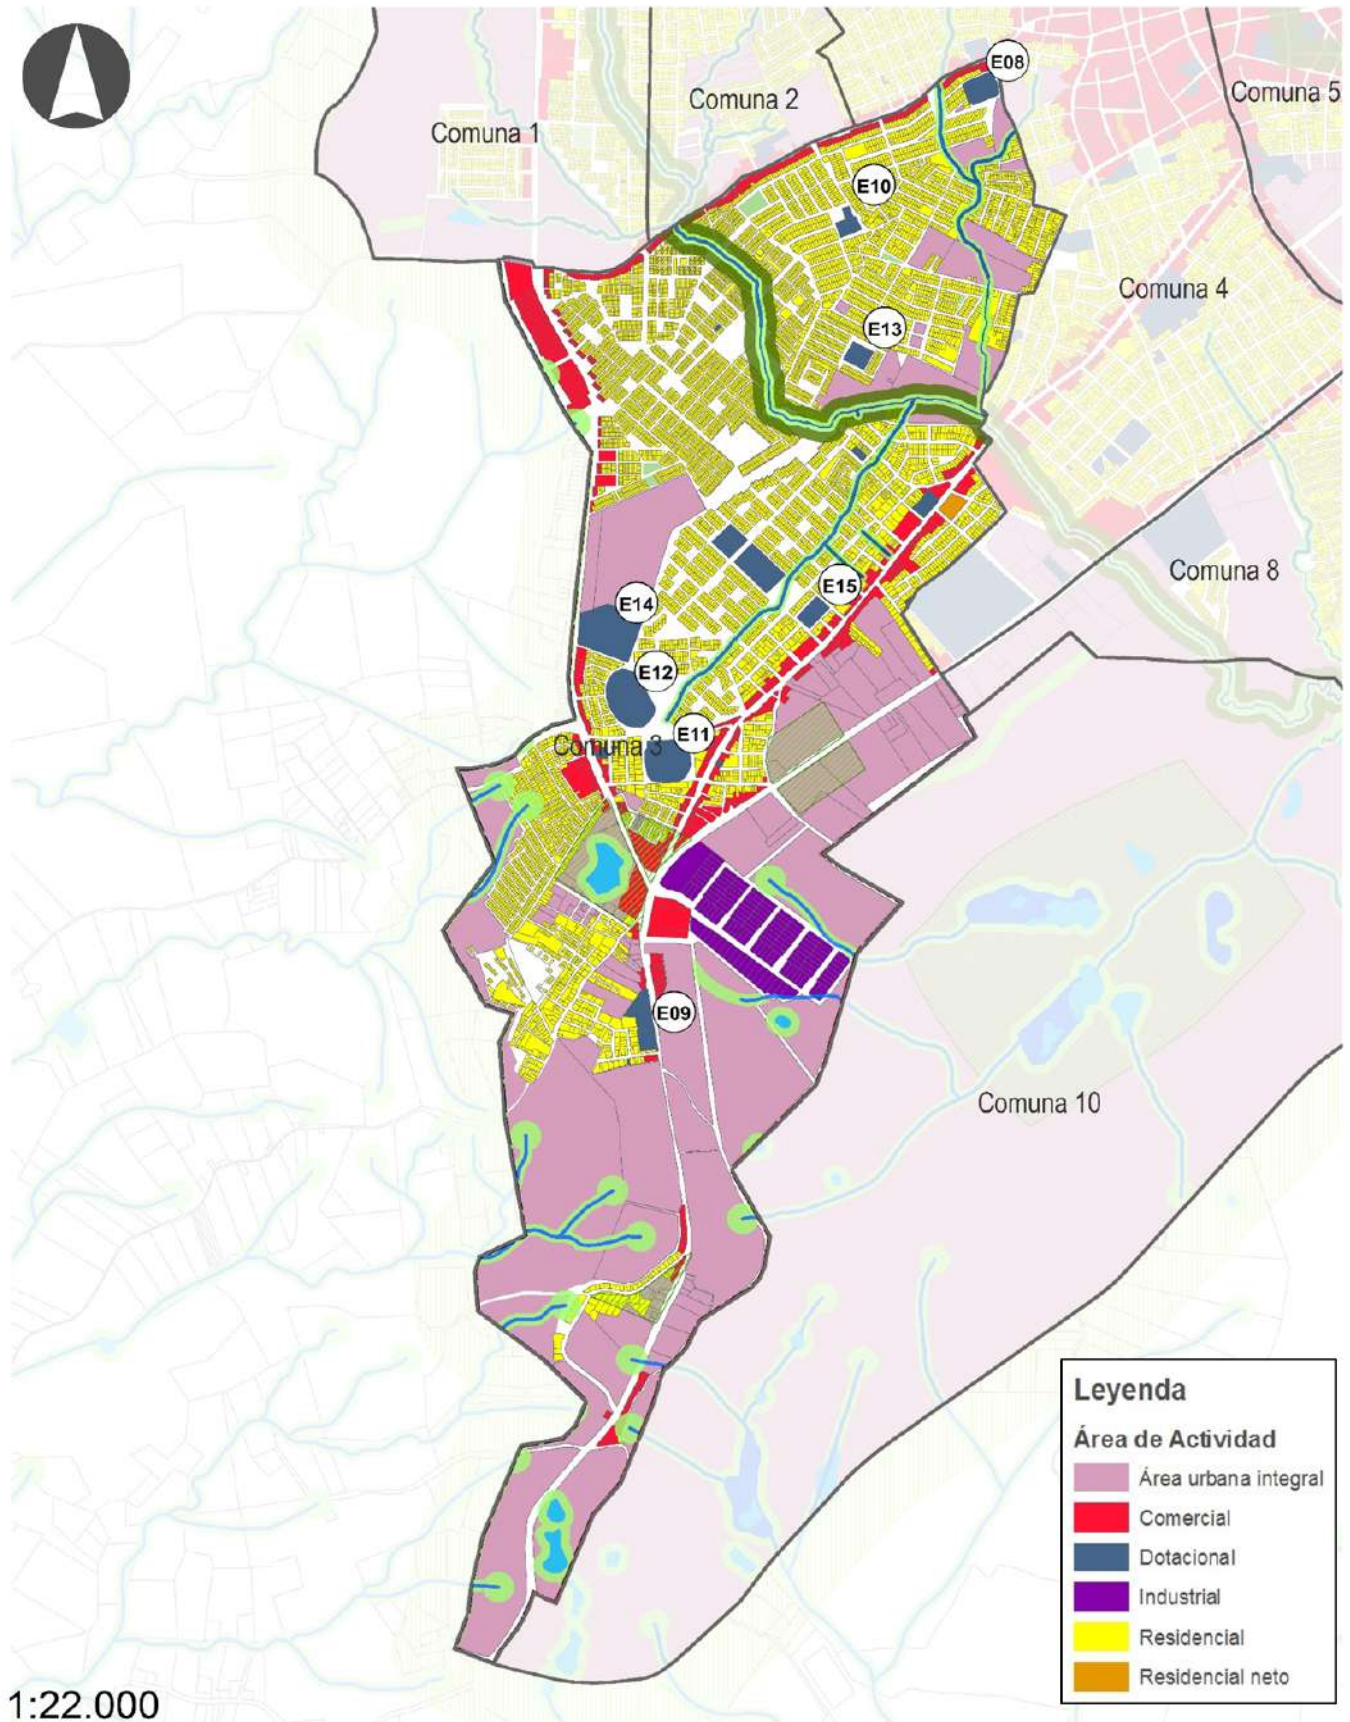 E08
Comuna 2
Comuna 5
Comuna 1
E10
Comuna 4
E13
Comuna 8
E15
E14
E12
E11
Comuna 3
E09
Comuna 10
Leyenda
Área de Actividad
Área urbana integral
Comercial
Dotacional
Industrial
Residencial
Residencial neto
1:22.000